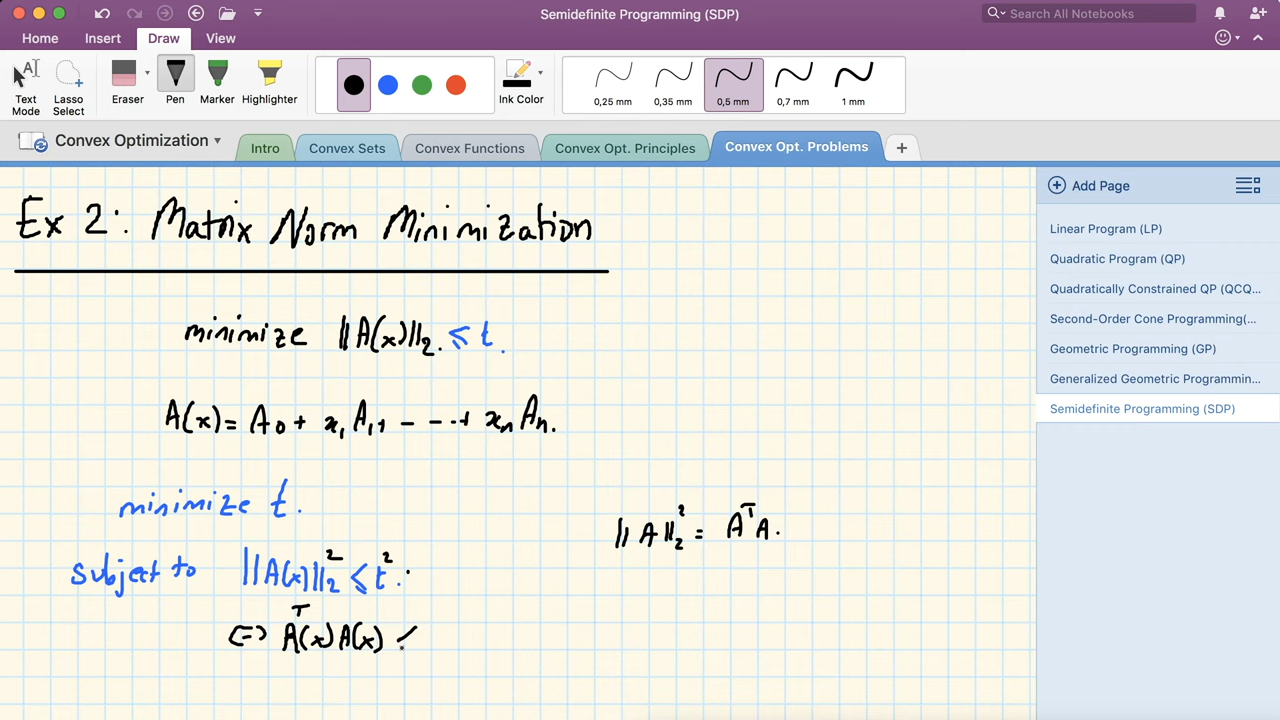 Semidefinite Programming (SDP)
Search All Notebooks
Home Insert Draw View
Text Mode
Lasso Select
Eraser
Pen
Marker
Highlighter
Ink Color
0,25 mm
0,35 mm
0,5 mm
0,7 mm
1 mm
Convex Optimization
Intro
Convex Sets
Convex Functions
Convex Opt. Principles
Convex Opt. Problems
Add Page
Linear Program (LP)
Quadratic Program (QP)
Quadratically Constrained QP (QCQ...
Second-Order Cone Programming(...
Geometric Programming (GP)
Generalized Geometric Programmin...
Semidefinite Programming (SDP)
Ex 2: Matrix Norm Minimization
minimize ||A(x)||₂. ≤ t.
A(x) = A₀ + x₁A₁ + - --+ xₙAₙ.
minimize t.
subject to ||A(x)||₂² ≤ t².
<=> Aᵀ(x)A(x)
||A||₂² = AᵀA.